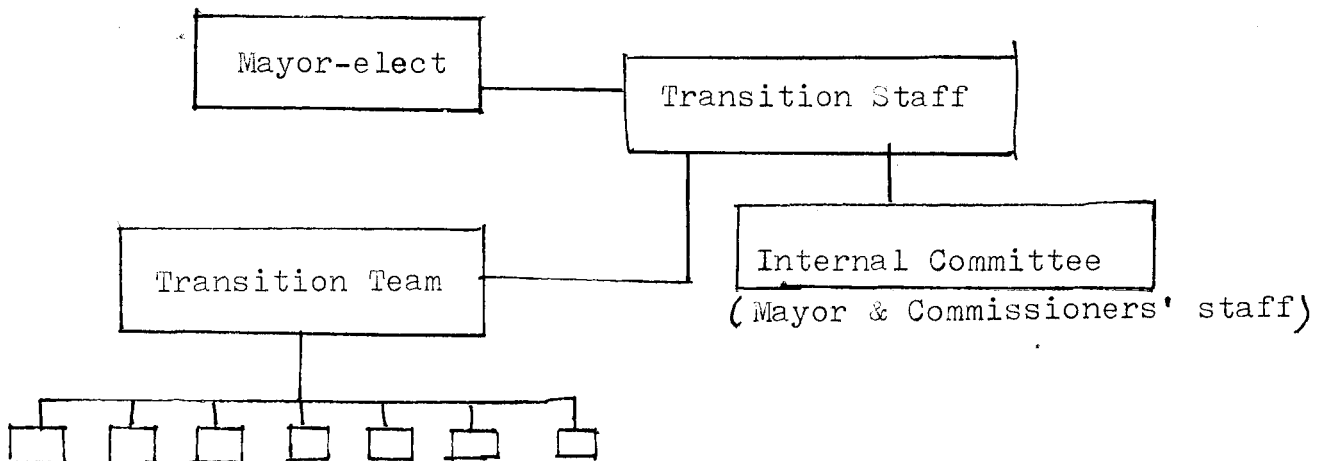 Mayor-elect
Transition Staff
Transition Team
Internal Committee
(Mayor & Commissioners' staff)